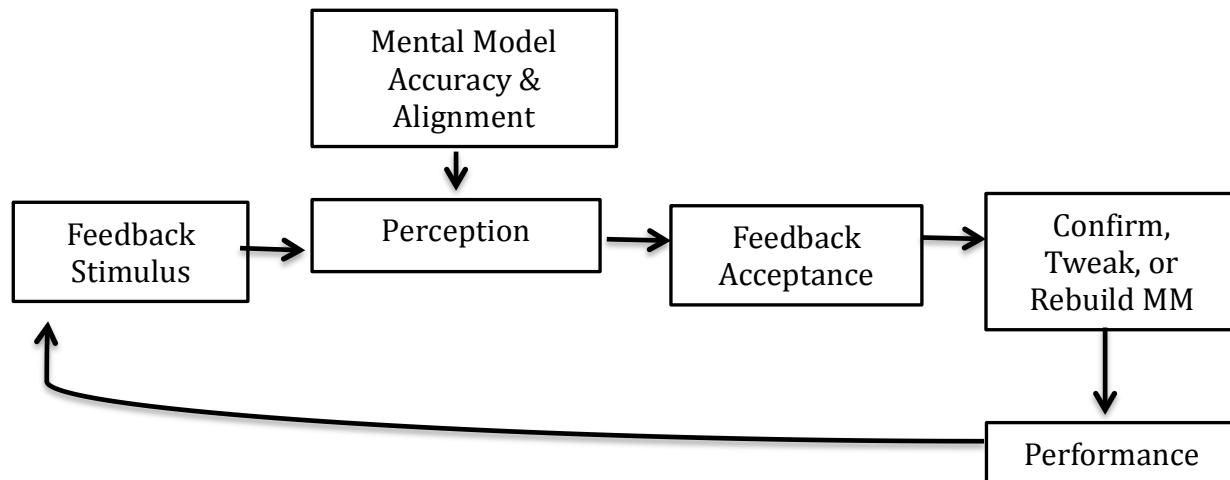 Mental Model
Accuracy &
Alignment
Feedback
Stimulus
Perception
Feedback
Acceptance
Confirm,
Tweak, or
Rebuild MM
Performance